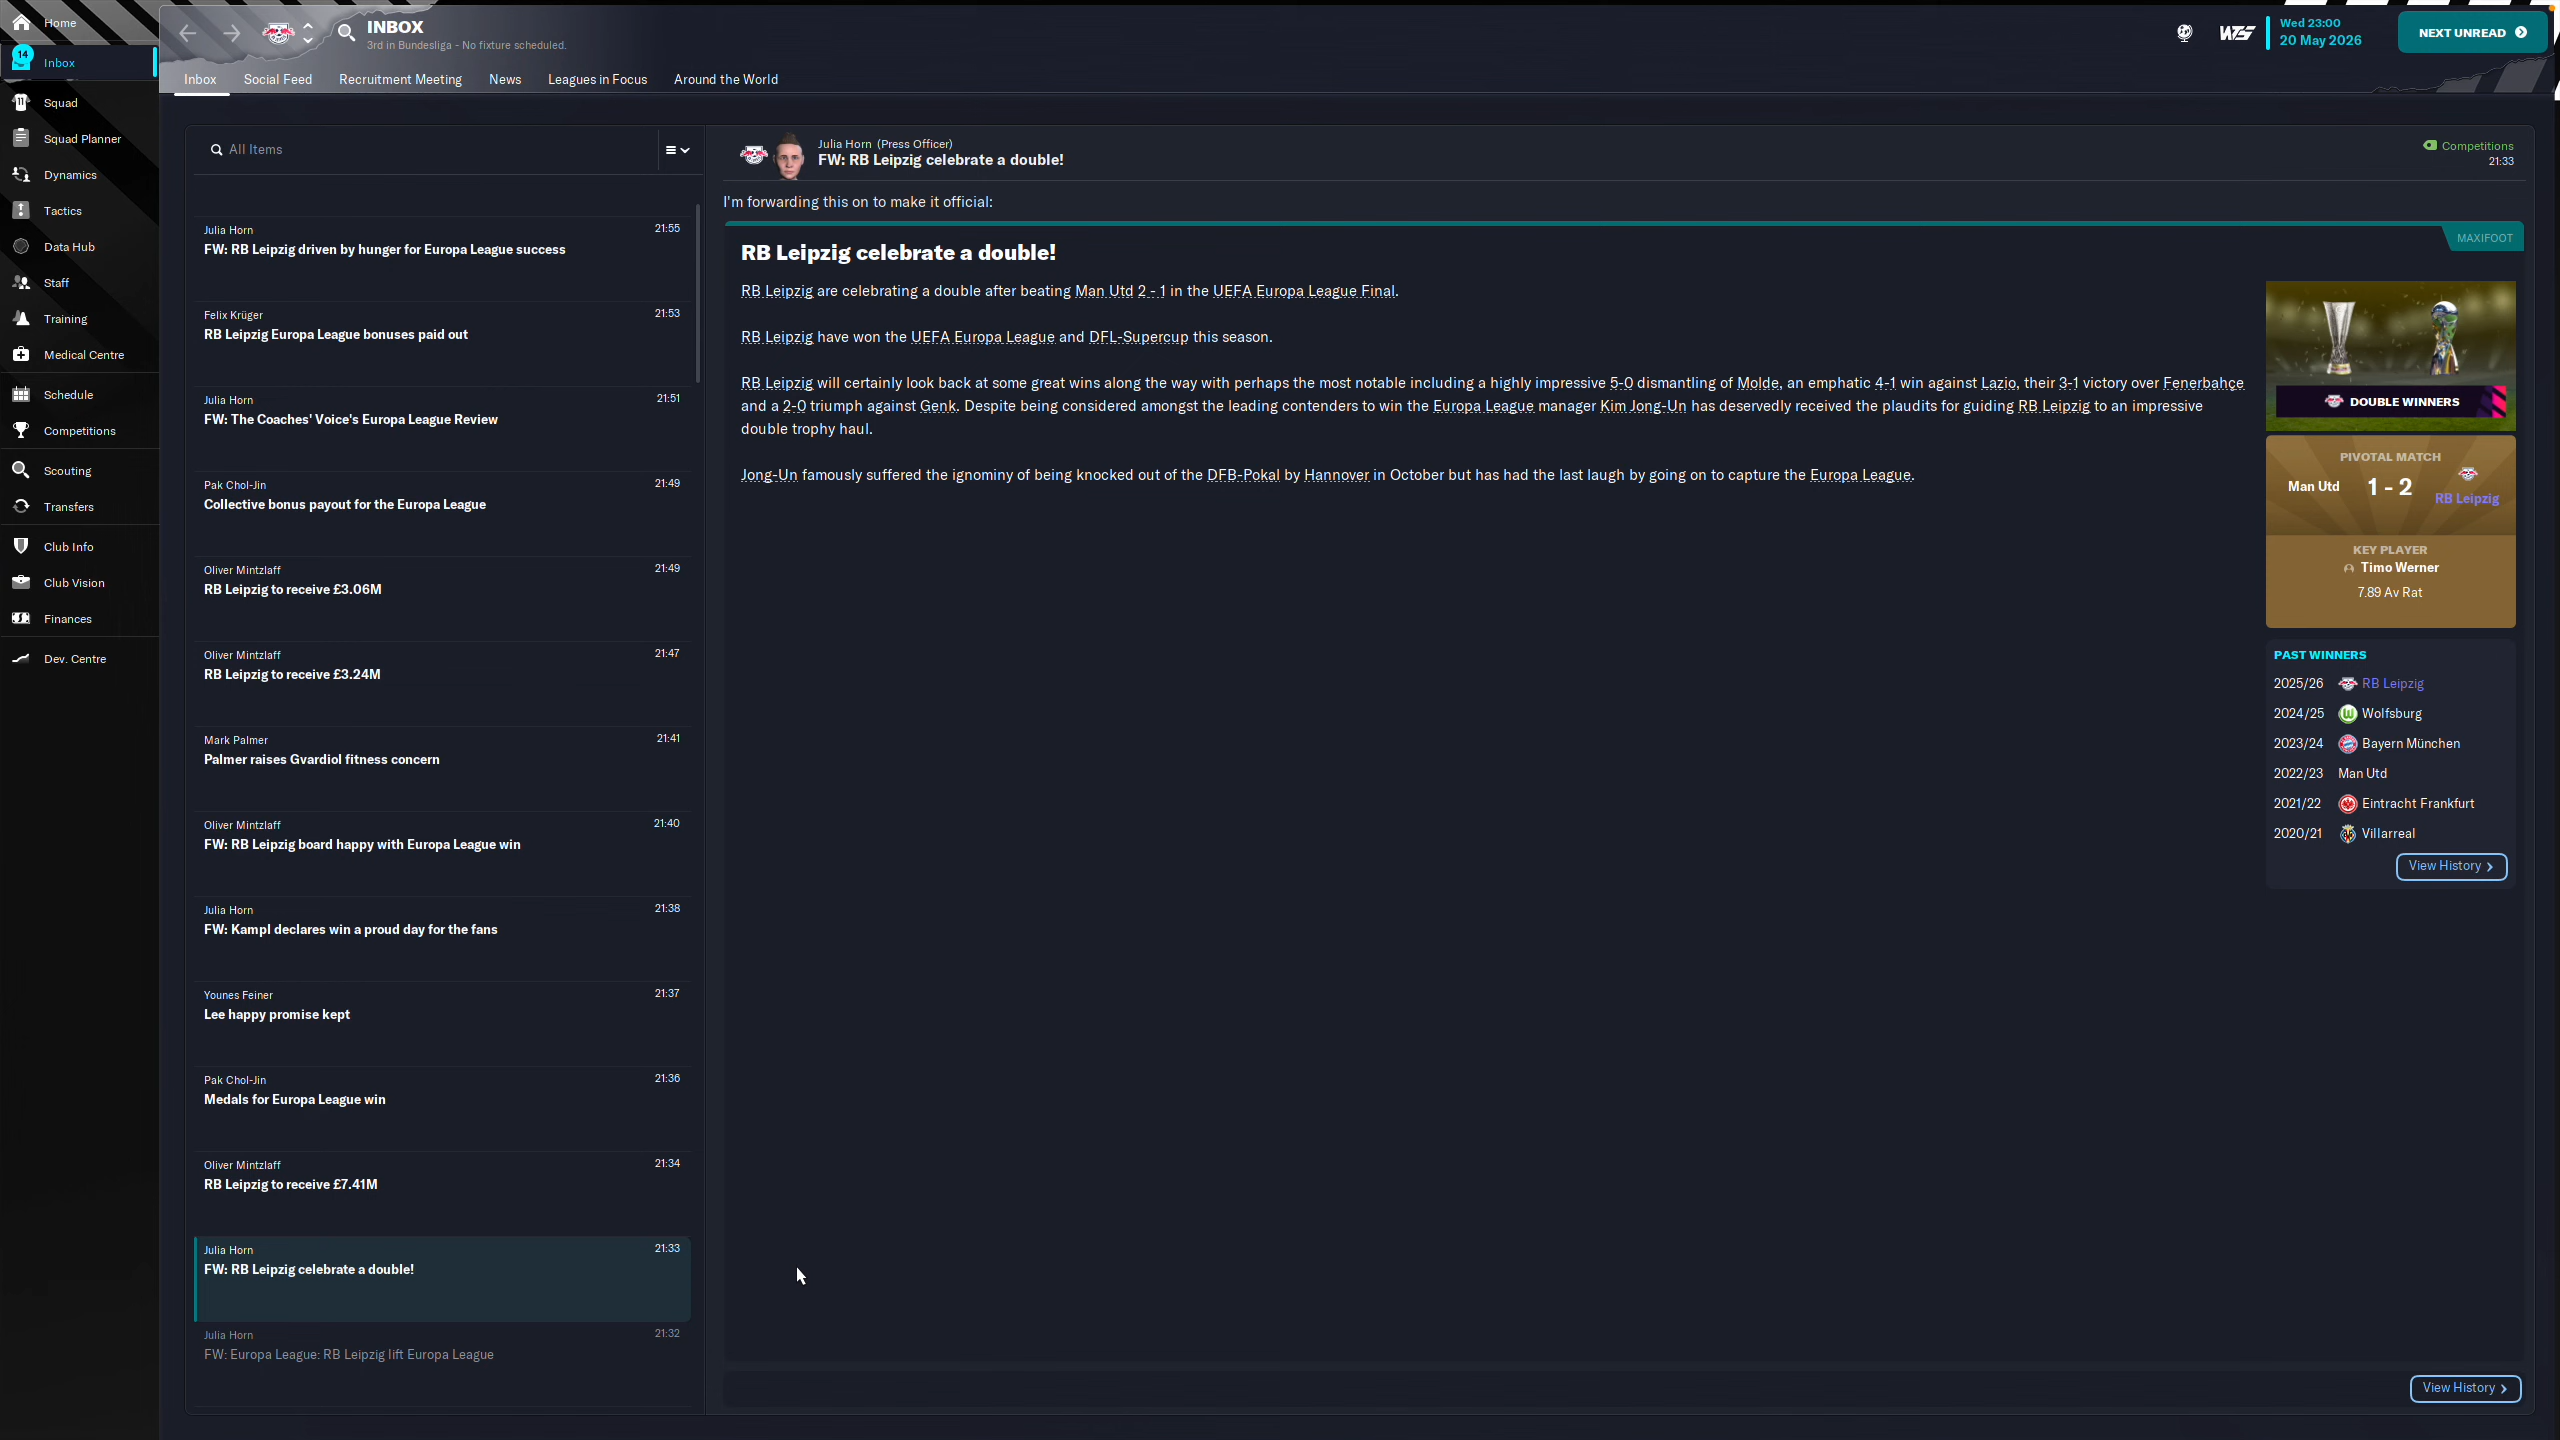 Home
14
Inbox
Squad
Squad Planner
Dynamics
Tactics
Data Hub
Staff
Training
Medical Centre
Schedule
Competitions
Scouting
Transfers
Club Info
Club Vision
Finances
Dev. Centre
INBOX
3rd in Bundesliga - No fixture scheduled.
Wed 23:00
20 May 2026
NEXT UNREAD
Inbox
Social Feed
Recruitment Meeting
News
Leagues in Focus
Around the World
All Items
Julia Horn 21:55
FW: RB Leipzig driven by hunger for Europa League success
Felix Krüger 21:53
RB Leipzig Europa League bonuses paid out
Julia Horn 21:51
FW: The Coaches' Voice's Europa League Review
Pak Chol-Jin 21:49
Collective bonus payout for the Europa League
Oliver Mintzlaff 21:49
RB Leipzig to receive £3.06M
Oliver Mintzlaff 21:47
RB Leipzig to receive £3.24M
Mark Palmer 21:41
Palmer raises Gvardiol fitness concern
Oliver Mintzlaff 21:40
FW: RB Leipzig board happy with Europa League win
Julia Horn 21:38
FW: Kampl declares win a proud day for the fans
Younes Feiner 21:37
Lee happy promise kept
Pak Chol-Jin 21:36
Medals for Europa League win
Oliver Mintzlaff 21:34
RB Leipzig to receive £7.41M
Julia Horn 21:33
FW: RB Leipzig celebrate a double!
Julia Horn 21:32
FW: Europa League: RB Leipzig lift Europa League
Julia Horn (Press Officer)
FW: RB Leipzig celebrate a double!
Competitions
21:33
I'm forwarding this on to make it official:
MAXIFOOT
RB Leipzig celebrate a double!
RB Leipzig are celebrating a double after beating Man Utd 2 - 1 in the UEFA Europa League Final.
RB Leipzig have won the UEFA Europa League and DFL-Supercup this season.
RB Leipzig will certainly look back at some great wins along the way with perhaps the most notable including a highly impressive 5-0 dismantling of Molde, an emphatic 4-1 win against Lazio, their 3-1 victory over Fenerbahçe
and a 2-0 triumph against Genk. Despite being considered amongst the leading contenders to win the Europa League manager Kim Jong-Un has deservedly received the plaudits for guiding RB Leipzig to an impressive
double trophy haul.
Jong-Un famously suffered the ignominy of being knocked out of the DFB-Pokal by Hannover in October but has had the last laugh by going on to capture the Europa League.
DOUBLE WINNERS
PIVOTAL MATCH
Man Utd 1 - 2 RB Leipzig
KEY PLAYER
Timo Werner
7.89 Av Rat
PAST WINNERS
2025/26 RB Leipzig
2024/25 Wolfsburg
2023/24 Bayern München
2022/23 Man Utd
2021/22 Eintracht Frankfurt
2020/21 Villarreal
View History
View History